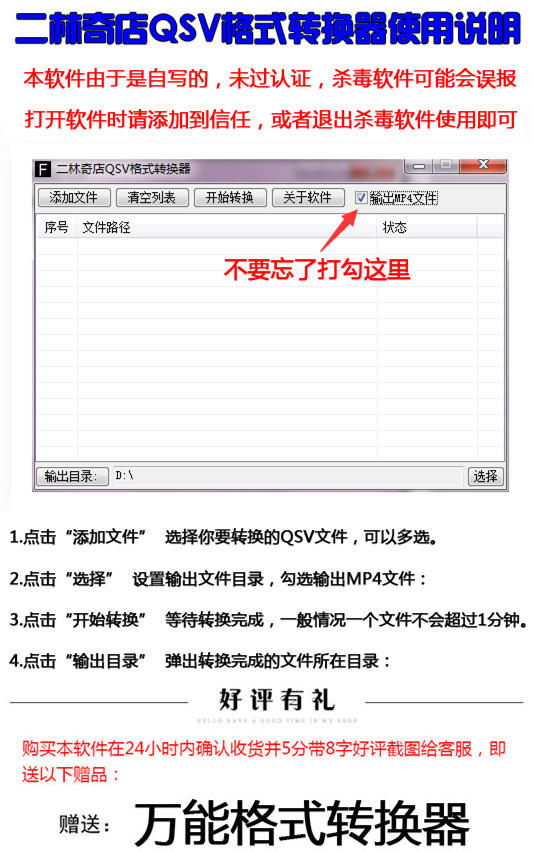 二林奇店QSV格式转换器使用说明
本软件由于是自写的，未过认证，杀毒软件可能会误报
打开软件时请添加到信任，或者退出杀毒软件使用即可
F 二林奇店QSV格式转换器
添加文件 清空列表 开始转换 关于软件 输出MP4文件
序号 文件路径 状态
不要忘了打勾这里
输出目录: D:\ 选择
1.点击“添加文件” 选择你要转换的QSV文件，可以多选。
2.点击“选择” 设置输出文件目录，勾选输出MP4文件：
3.点击“开始转换” 等待转换完成，一般情况一个文件不会超过1分钟。
4.点击“输出目录” 弹出转换完成的文件所在目录：
好评有礼
HELLO HAVE A GOOD TIME IN MY SHOP
购买本软件在24小时内确认收货并5分带8字好评截图给客服，即
送以下赠品：
赠送： 万能格式转换器